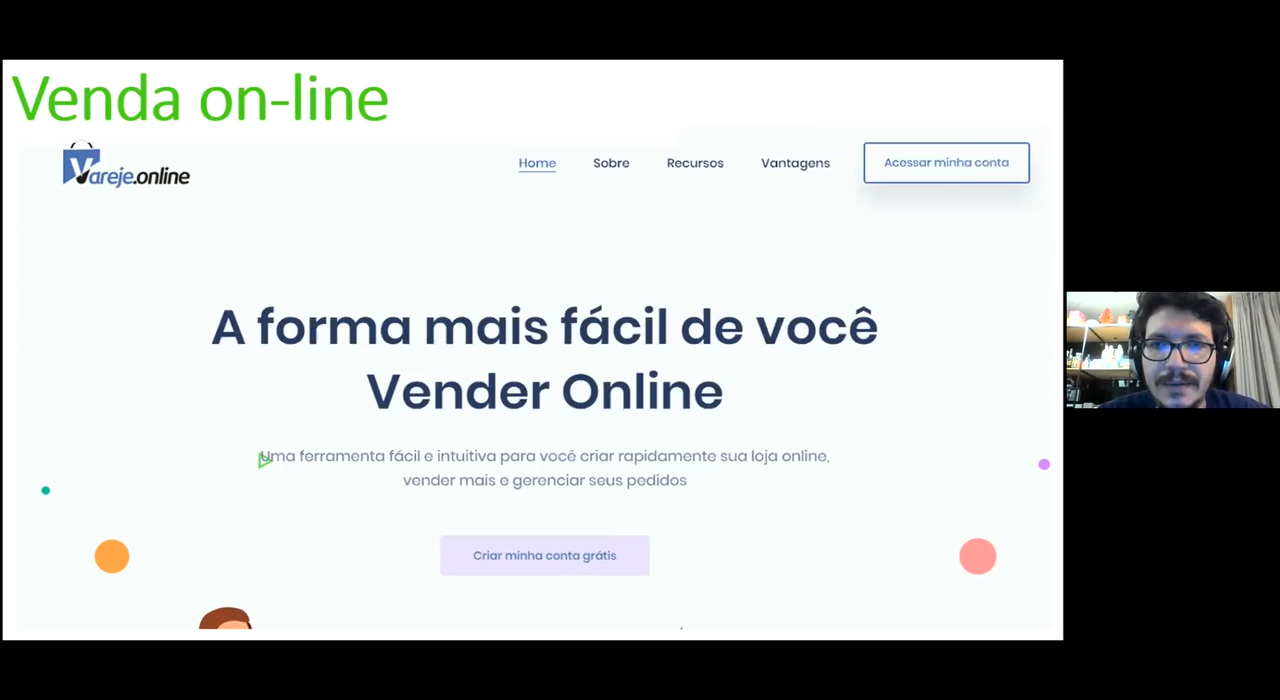 Venda on-line
Vareje.online
Home Sobre Recursos Vantagens Acessar minha conta
A forma mais fácil de você
Vender Online
Uma ferramenta fácil e intuitiva para você criar rapidamente sua loja online,
vender mais e gerenciar seus pedidos
Criar minha conta grátis